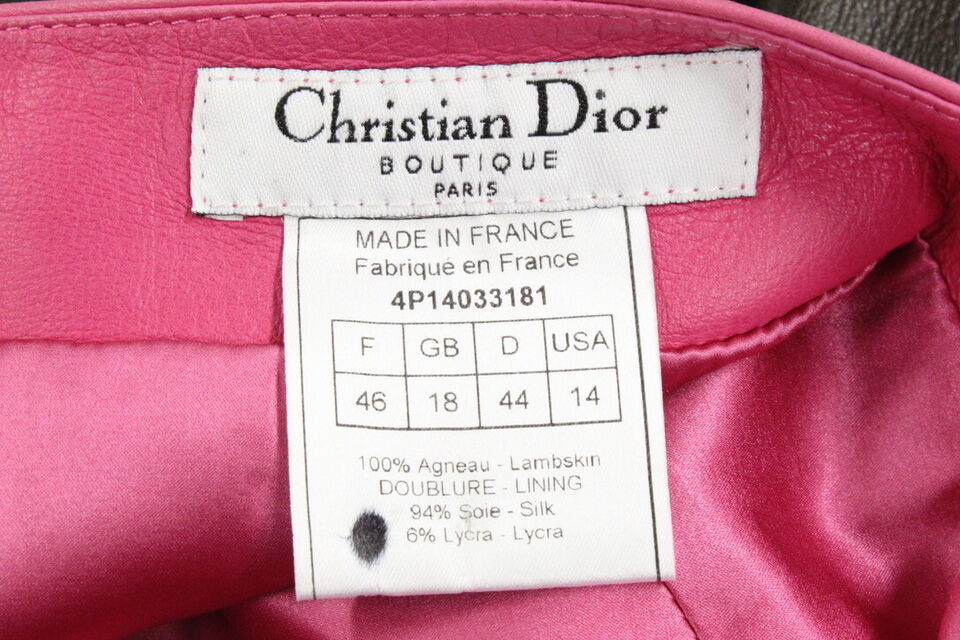 Christian Dior
BOUTIQUE
PARIS
MADE IN FRANCE
Fabriqué en France
4P14033181
F GB D USA
46 18 44 14
100% Agneau - Lambskin
DOUBLURE - LINING
94% Soie - Silk
6% Lycra - Lycra